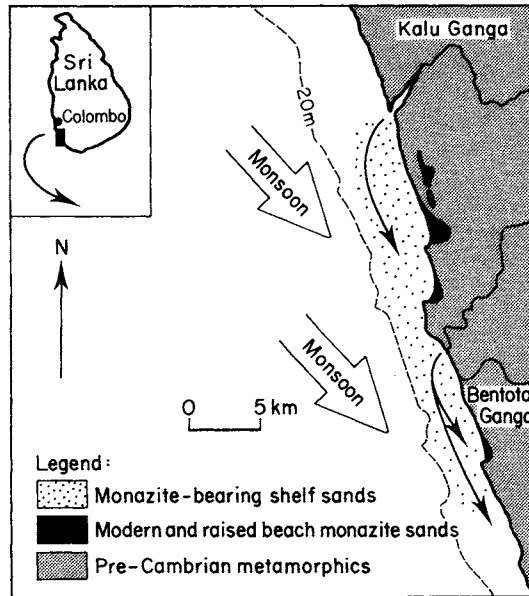 Sri
Lanka
Colombo
N
20m
Kalu Ganga
Monsoon
Monsoon
0 5 km
Bentota
Ganga
Legend:
Monazite-bearing shelf sands
Modern and raised beach monazite sands
Pre-Cambrian metamorphics